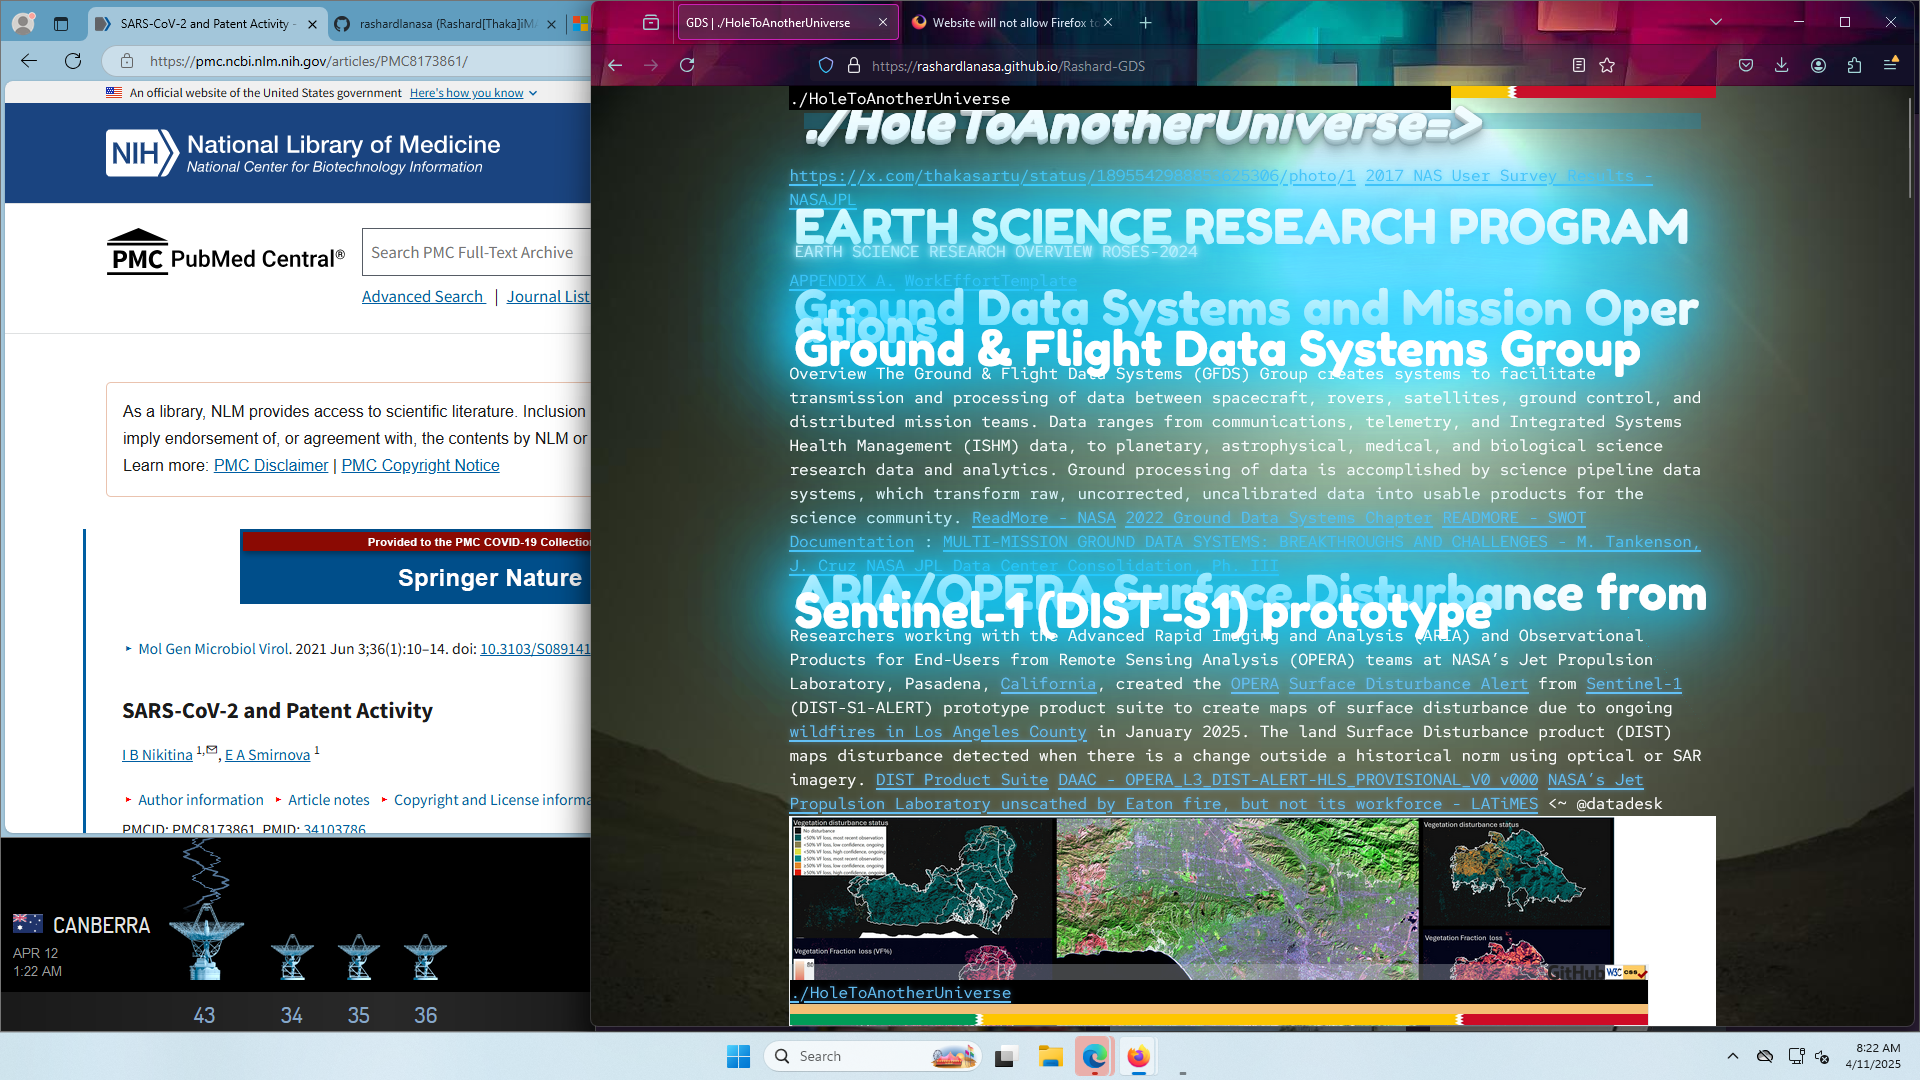 SARS-CoV-2 and Patent Activity -
rashardlanasa (Rashard[Thaka]iM
https://pmc.ncbi.nlm.nih.gov/articles/PMC8173861/
An official website of the United States government Here's how you know
NIH National Library of Medicine
National Center for Biotechnology Information
PMC PubMed Central®
Search PMC Full-Text Archive
Advanced Search | Journal List
As a library, NLM provides access to scientific literature. Inclusion
imply endorsement of, or agreement with, the contents by NLM or
Learn more: PMC Disclaimer | PMC Copyright Notice
Provided to the PMC COVID-19 Collection
Springer Nature
Mol Gen Microbiol Virol. 2021 Jun 3;36(1):10–14. doi: 10.3103/S089141
SARS-CoV-2 and Patent Activity
I B Nikitina 1,✉, E A Smirnova 1
Author information Article notes Copyright and License informa
PMCID: PMC8173861 PMID: 34103786
CANBERRA
APR 12
1:22 AM
43 34 35 36
GDS | ./HoleToAnotherUniverse
Website will not allow Firefox to
https://rashardlanasa.github.io/Rashard-GDS
./HoleToAnotherUniverse
./HoleToAnotherUniverse=>
2017 NAS User Survey Results -
NASAJPL
EARTH SCIENCE RESEARCH PROGRAM
EARTH SCIENCE RESEARCH OVERVIEW ROSES-2024
APPENDIX A. WorkEffortTemplate
Ground Data Systems and Mission Oper
ations
Ground & Flight Data Systems Group
Overview The Ground & Flight Data Systems (GFDS) Group creates systems to facilitate
transmission and processing of data between spacecraft, rovers, satellites, ground control, and
distributed mission teams. Data ranges from communications, telemetry, and Integrated Systems
Health Management (ISHM) data, to planetary, astrophysical, medical, and biological science
research data and analytics. Ground processing of data is accomplished by science pipeline data
systems, which transform raw, uncorrected, uncalibrated data into usable products for the
science community. ReadMore - NASA 2022 Ground Data Systems Chapter READMORE - SWOT
Documentation : MULTI-MISSION GROUND DATA SYSTEMS: BREAKTHROUGHS AND CHALLENGES - M. Tankenson,
J. Cruz NASA JPL Data Center Consolidation, Ph. III
ARIA/OPERA Surface Disturbance from
Sentinel-1 (DIST-S1) prototype
Researchers working with the Advanced Rapid Imaging and Analysis (ARIA) and Observational
Products for End-Users from Remote Sensing Analysis (OPERA) teams at NASA’s Jet Propulsion
Laboratory, Pasadena, California, created the OPERA Surface Disturbance Alert from Sentinel-1
(DIST-S1-ALERT) prototype product suite to create maps of surface disturbance due to ongoing
wildfires in Los Angeles County in January 2025. The land Surface Disturbance product (DIST)
maps disturbance detected when there is a change outside a historical norm using optical or SAR
imagery. DIST Product Suite DAAC - OPERA_L3_DIST-ALERT-HLS_PROVISIONAL_V0 v000 NASA’s Jet
Propulsion Laboratory unscathed by Eaton fire, but not its workforce - LATiMES <~ @datadesk
Vegetation disturbance status
No disturbance
Vegetation Fraction loss (VF%)
Vegetation disturbance status
Vegetation Fraction loss
GitHub W3C css
./HoleToAnotherUniverse
Search
8:22 AM
4/11/2025